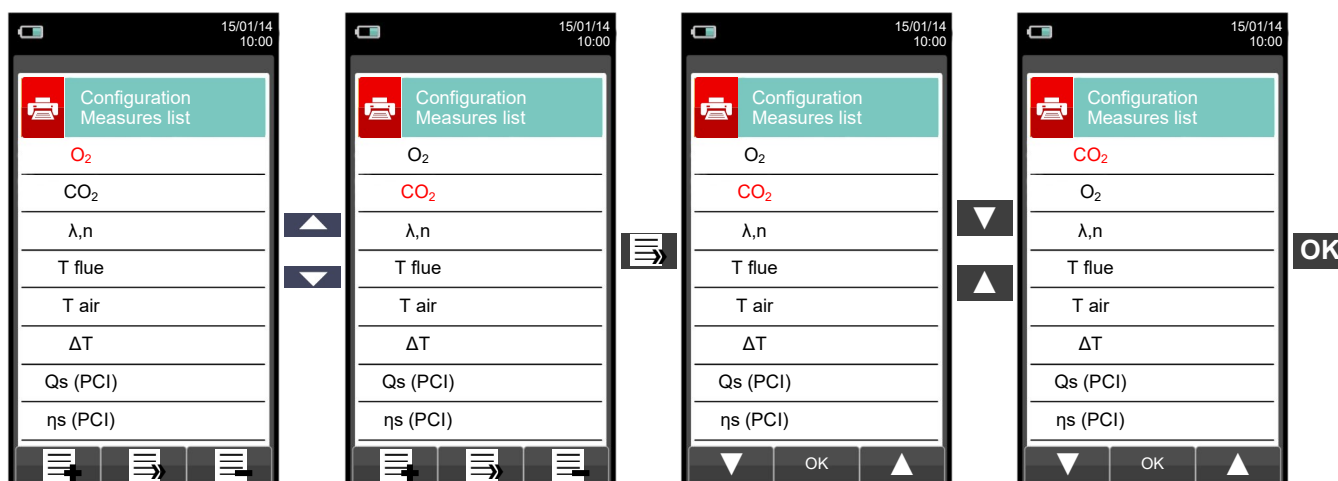 15/01/14
10:00
Configuration
Measures list
O₂
CO₂
λ,n
T flue
T air
ΔT
Qs (PCI)
ηs (PCI)
15/01/14
10:00
Configuration
Measures list
O₂
CO₂
λ,n
T flue
T air
ΔT
Qs (PCI)
ηs (PCI)
15/01/14
10:00
Configuration
Measures list
O₂
CO₂
λ,n
T flue
T air
ΔT
Qs (PCI)
ηs (PCI)
OK
15/01/14
10:00
Configuration
Measures list
CO₂
O₂
λ,n
T flue
T air
ΔT
Qs (PCI)
ηs (PCI)
OK
OK